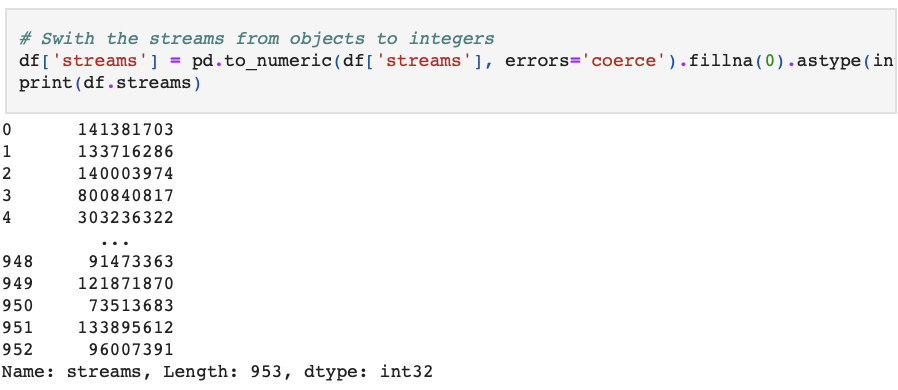 # Swith the streams from objects to integers
df['streams'] = pd.to_numeric(df['streams'], errors='coerce').fillna(0).astype(in
print(df.streams)
0 141381703
1 133716286
2 140003974
3 800840817
4 303236322
...
948 91473363
949 121871870
950 73513683
951 133895612
952 96007391
Name: streams, Length: 953, dtype: int32